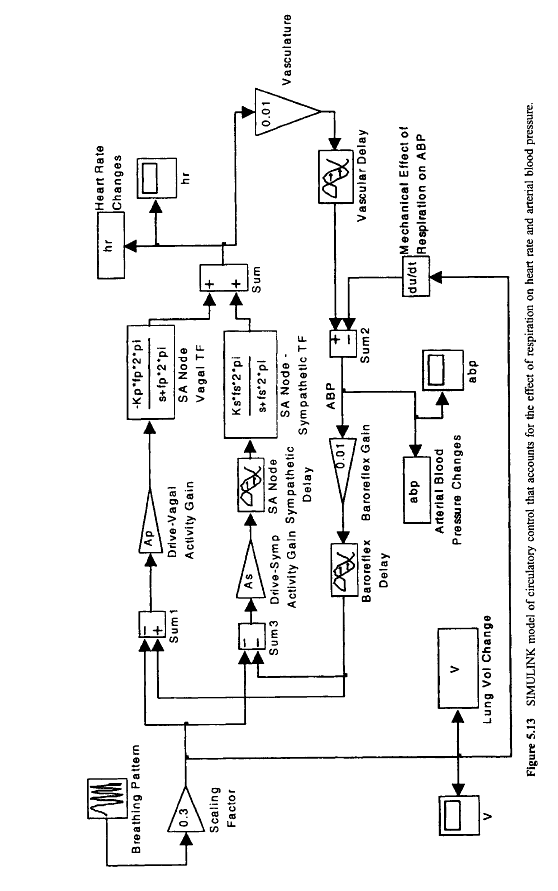 Breathing Pattern
0.3
Scaling
Factor
Sum1
Ap
Drive-Vagal
Activity Gain
-Kp*fp*2*pi
s+fp*2*pi
SA Node
Vagal TF
Sum3
As
Drive-Symp
Activity Gain
SA Node
Sympathetic
Delay
Ks*fs*2*pi
s+fs*2*pi
SA Node -
Sympathetic TF
Sum
hr
Heart Rate
Changes
hr
0.01
Vasculature
Vascular Delay
Mechanical Effect of
Respiration on ABP
du/dt
Sum2
ABP
0.01
Baroreflex Gain
Baroreflex
Delay
abp
Arterial Blood
Pressure Changes
abp
V
Lung Vol Change
V
Figure 5.13 SIMULINK model of circulatory control that accounts for the effect of respiration on heart rate and arterial blood pressure.